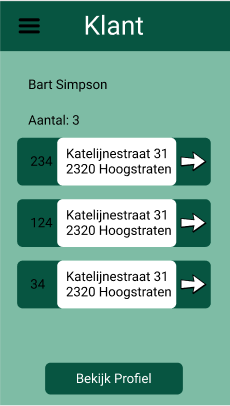 Klant
Bart Simpson
Aantal: 3
234
Katelijnestraat 31
2320 Hoogstraten
124
Katelijnestraat 31
2320 Hoogstraten
34
Katelijnestraat 31
2320 Hoogstraten
Bekijk Profiel